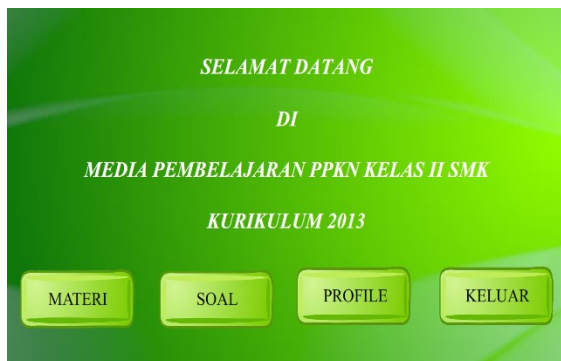 SELAMAT DATANG
DI
MEDIA PEMBELAJARAN PPKN KELAS II SMK
KURIKULUM 2013
MATERI SOAL PROFILE KELUAR